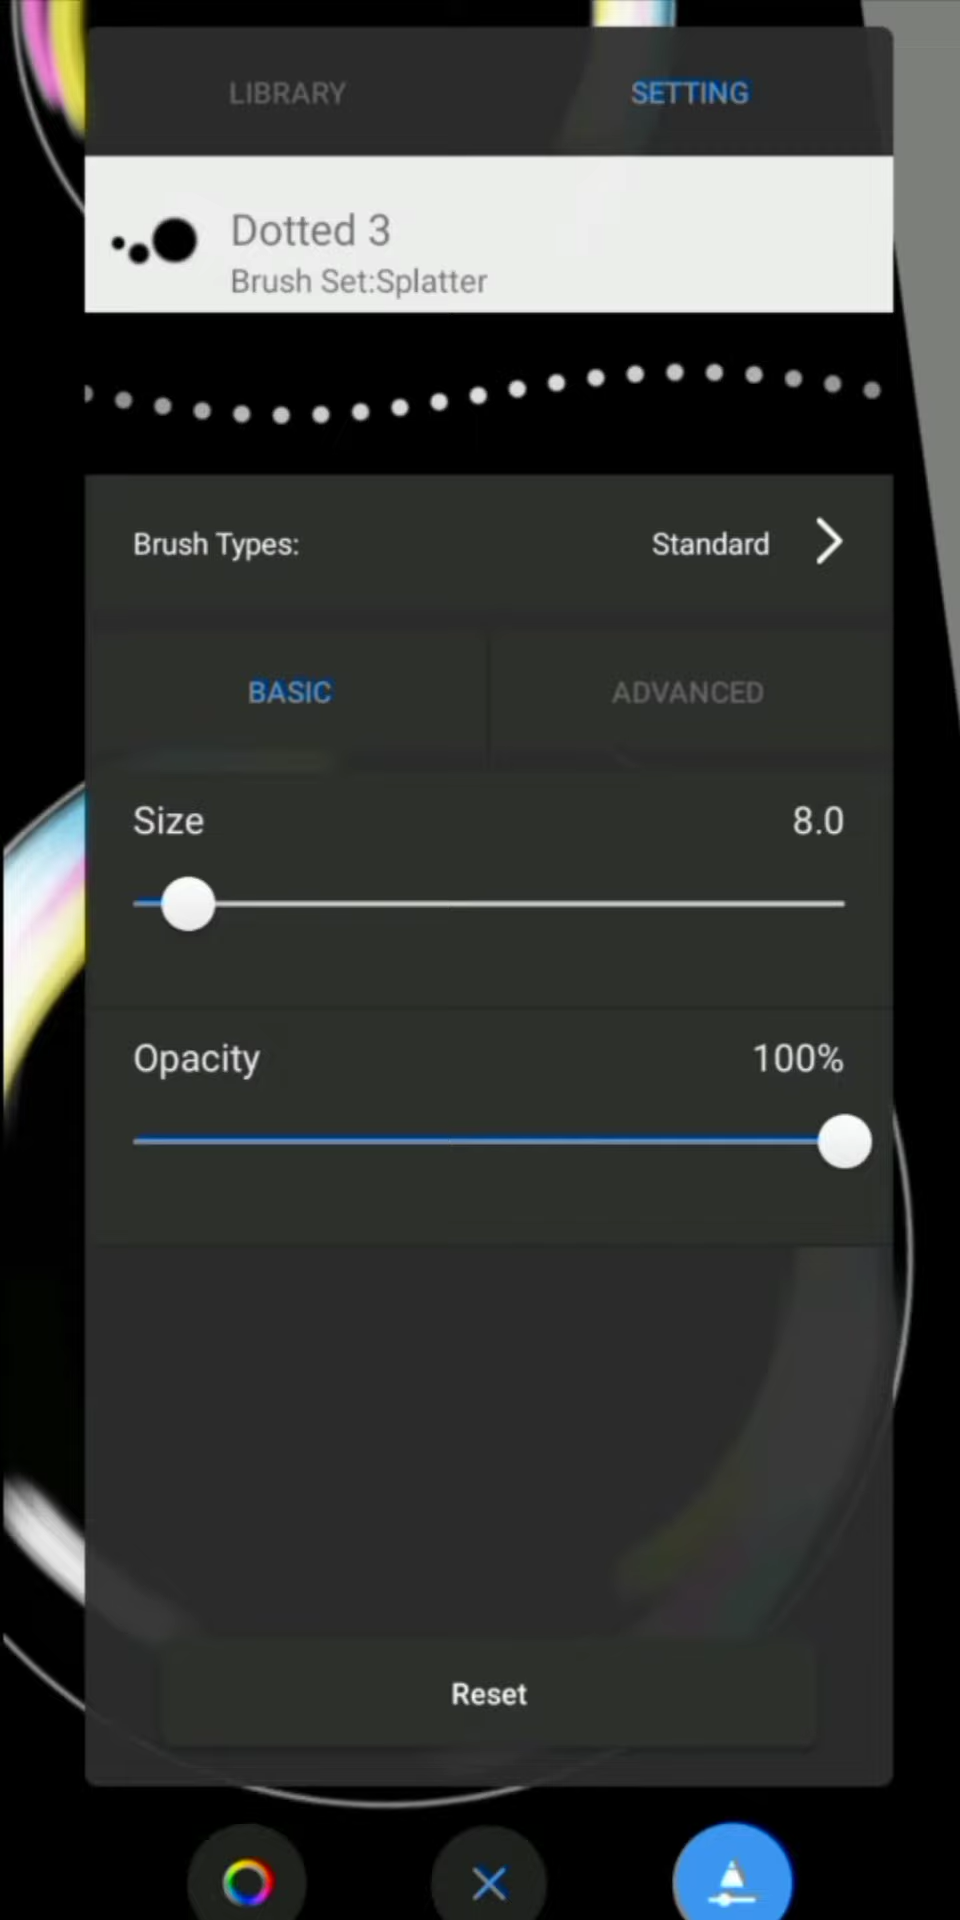 LIBRARY SETTING
Dotted 3
Brush Set:Splatter
Brush Types: Standard
BASIC ADVANCED
Size 8.0
Opacity 100%
Reset